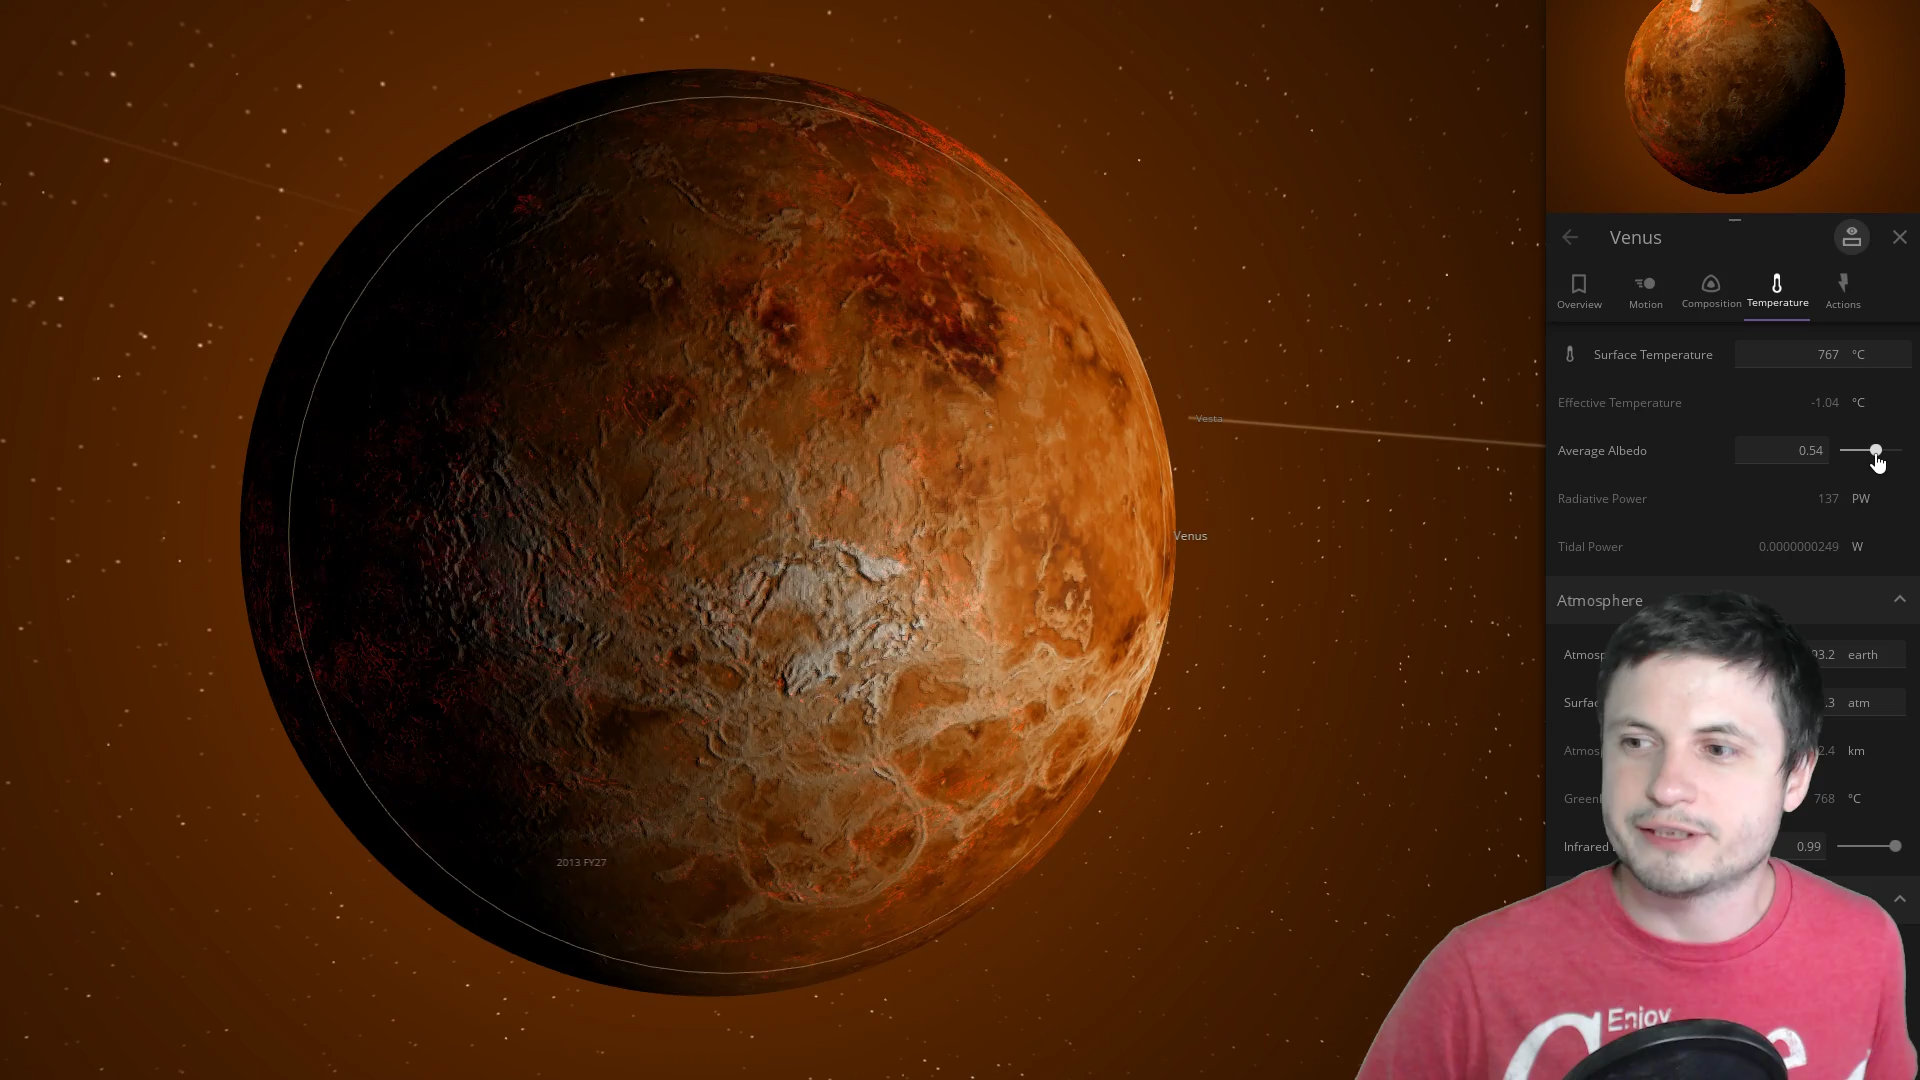 Venus
Overview
Motion
Composition
Temperature
Actions
Surface Temperature 767 °C
Effective Temperature -1.04 °C
Average Albedo 0.54
Radiative Power 137 PW
Tidal Power 0.0000000249 W
Atmosphere
earth
atm
km
768 °C
Infrared
0.99
Vesta
Venus
2013 FY27
Enjoy